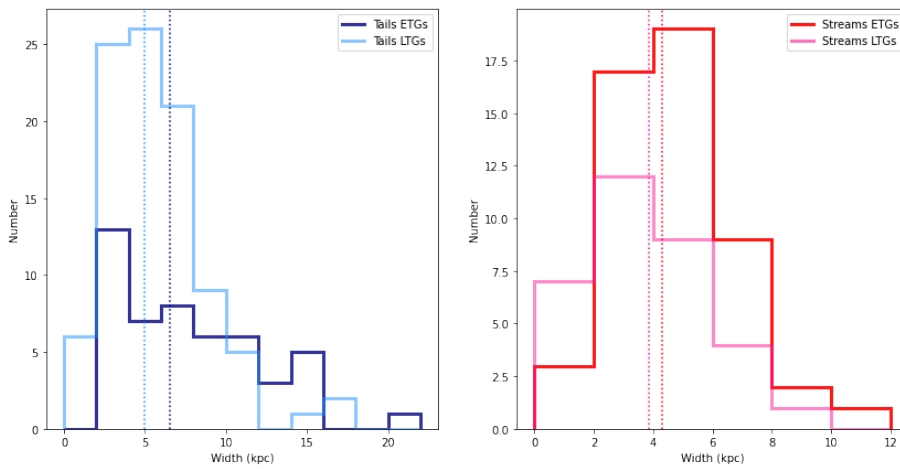 Tails ETGs
Tails LTGs
25
20
15
10
5
0
Number
0 5 10 15 20
Width (kpc)
Streams ETGs
Streams LTGs
17.5
15.0
12.5
10.0
7.5
5.0
2.5
0.0
Number
0 2 4 6 8 10 12
Width (kpc)